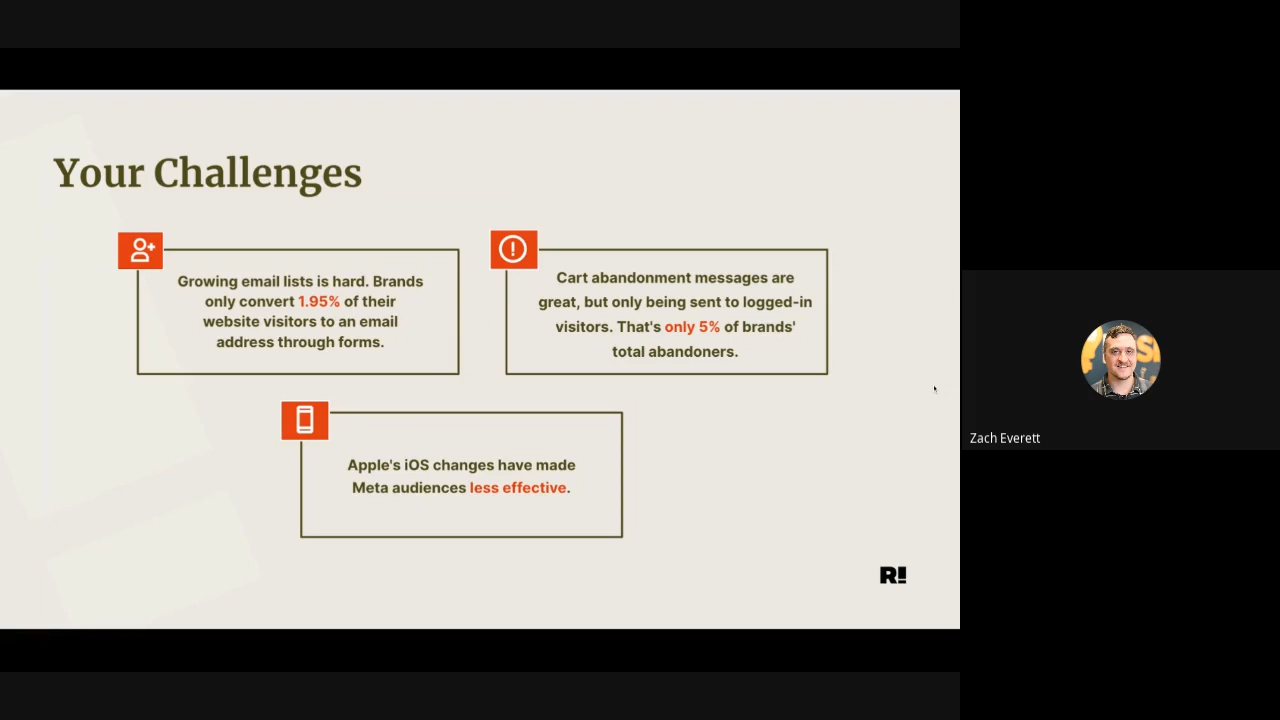 Your Challenges
Growing email lists is hard. Brands
only convert 1.95% of their
website visitors to an email
address through forms.
Cart abandonment messages are
great, but only being sent to logged-in
visitors. That's only 5% of brands'
total abandoners.
Apple's iOS changes have made
Meta audiences less effective.
R!
Zach Everett